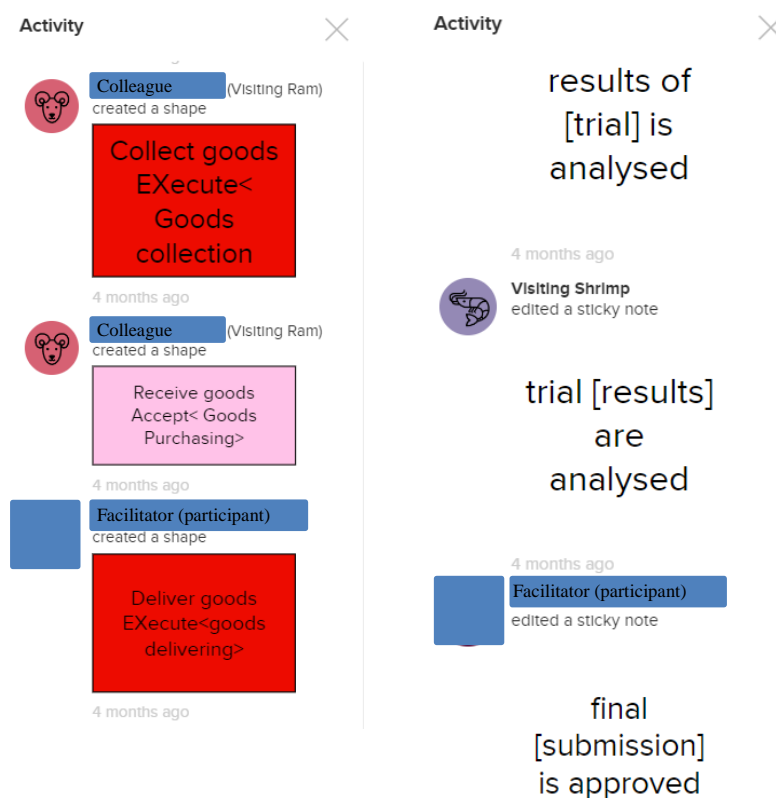 Activity
Colleague (Visiting Ram)
created a shape
Collect goods
EXecute<
Goods
collection
4 months ago
Colleague (Visiting Ram)
created a shape
Receive goods
Accept< Goods
Purchasing>
4 months ago
Facilitator (participant)
created a shape
Deliver goods
EXecute<goods
delivering>
4 months ago
Activity
results of
[trial] is
analysed
4 months ago
Visiting Shrimp
edited a sticky note
trial [results]
are
analysed
4 months ago
Facilitator (participant)
edited a sticky note
final
[submission]
is approved